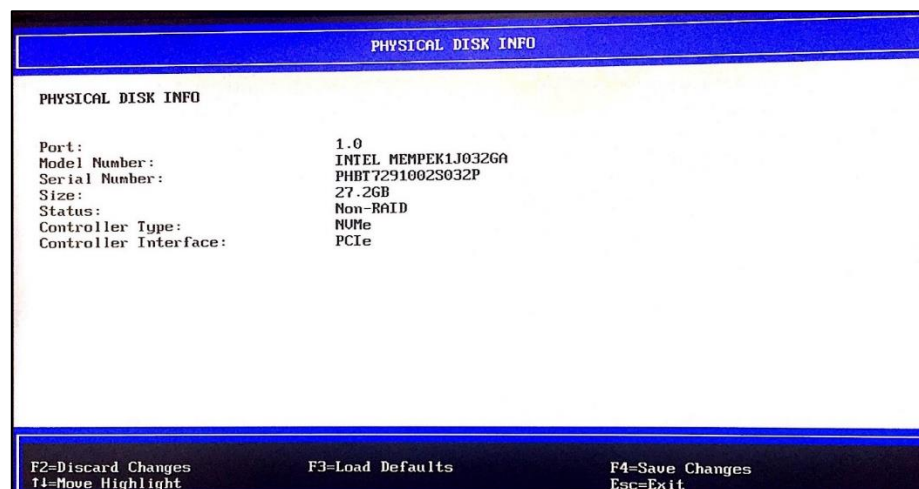 PHYSICAL DISK INFO
PHYSICAL DISK INFO
Port: 1.0
Model Number: INTEL MEMPEK1J032GA
Serial Number: PHBT7291002S032P
Size: 27.2GB
Status: Non-RAID
Controller Type: NVMe
Controller Interface: PCIe
F2=Discard Changes F3=Load Defaults F4=Save Changes
↑↓=Move Highlight Esc=Exit